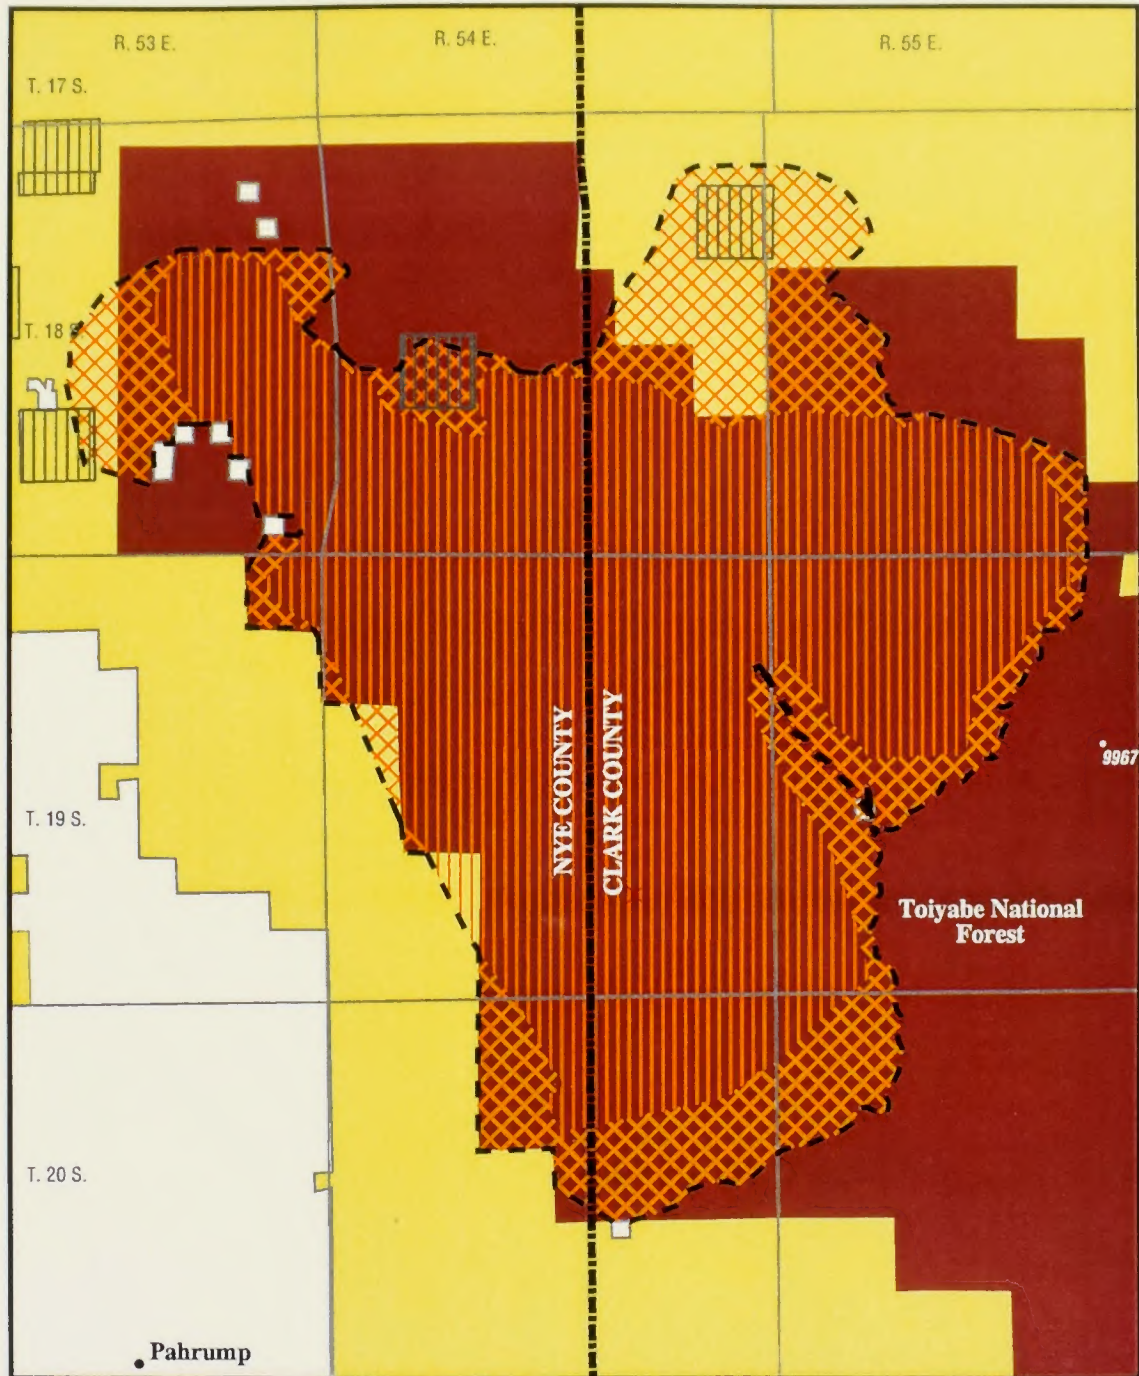 R. 53 E.
R. 54 E.
R. 55 E.
T. 17 S.
T. 18 S.
NYE COUNTY
CLARK COUNTY
9967
T. 19 S.
Toiyabe National
Forest
T. 20 S.
Pahrump